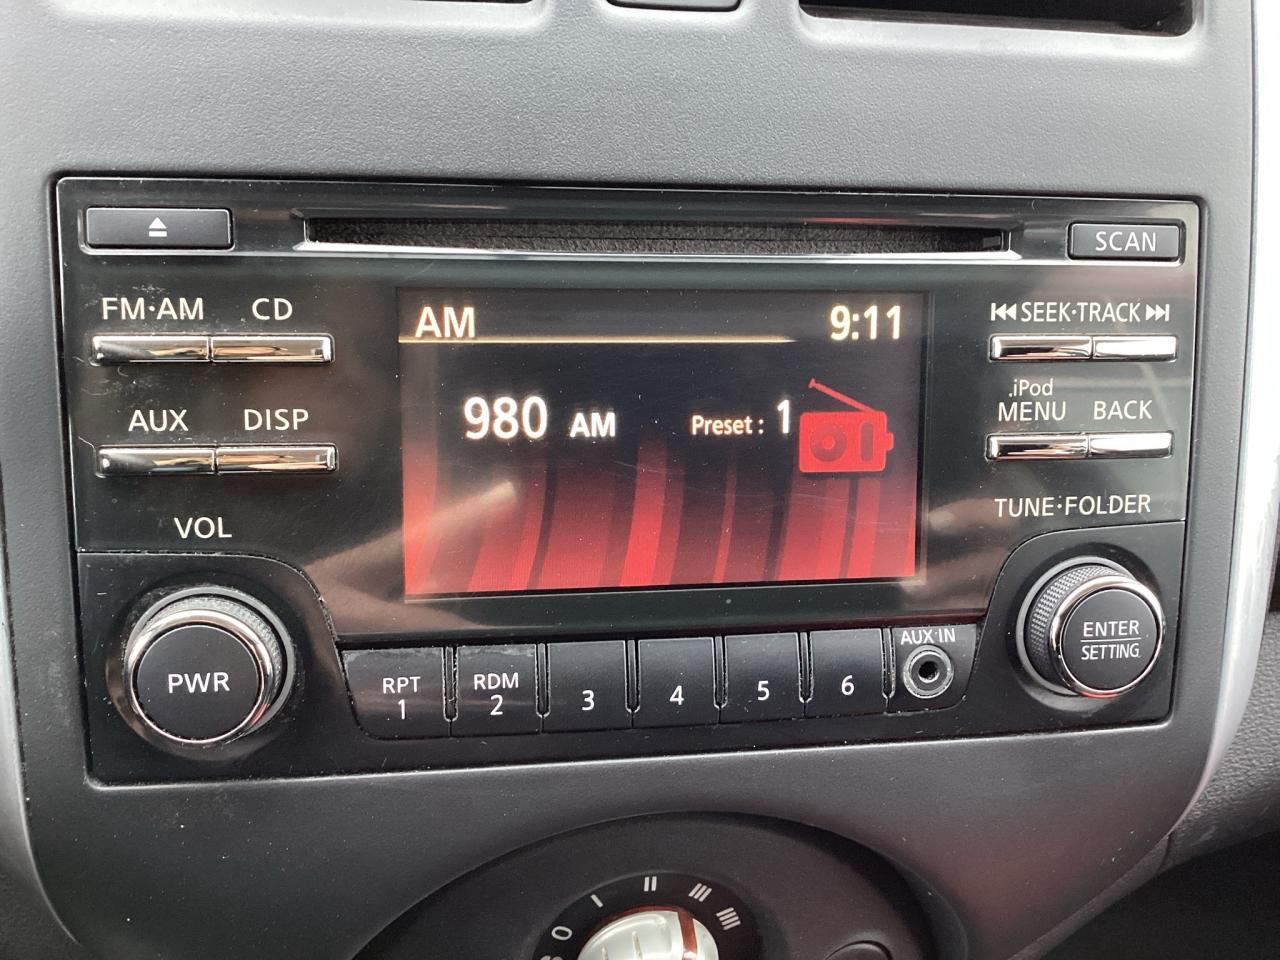 SCAN
FM·AM CD
AM 9:11
⏮ SEEK·TRACK ⏭
980 AM Preset: 1
iPod
MENU BACK
AUX DISP
TUNE·FOLDER
VOL
PWR
RPT
1
RDM
2
3
4
5
6
AUX·IN
ENTER
SETTING
0